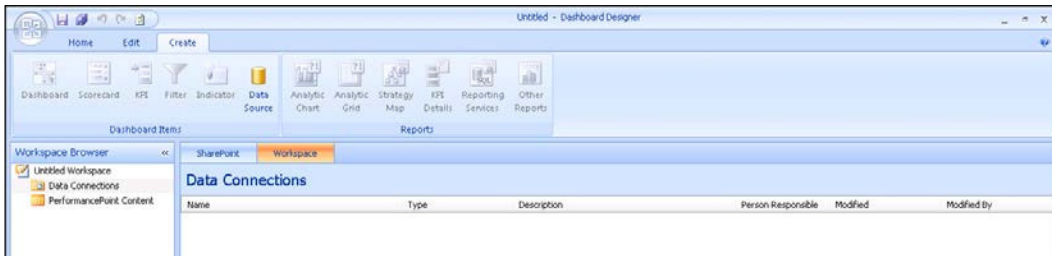 Untitled - Dashboard Designer
Home Edit Create
Dashboard Scorecard KPI Filter Indicator Data Source Analytic Chart Analytic Grid Strategy Map KPI Details Reporting Services Other Reports
Dashboard Items Reports
Workspace Browser « SharePoint Workspace
Untitled Workspace
Data Connections
PerformancePoint Content
Data Connections
Name Type Description Person Responsible Modified Modified By